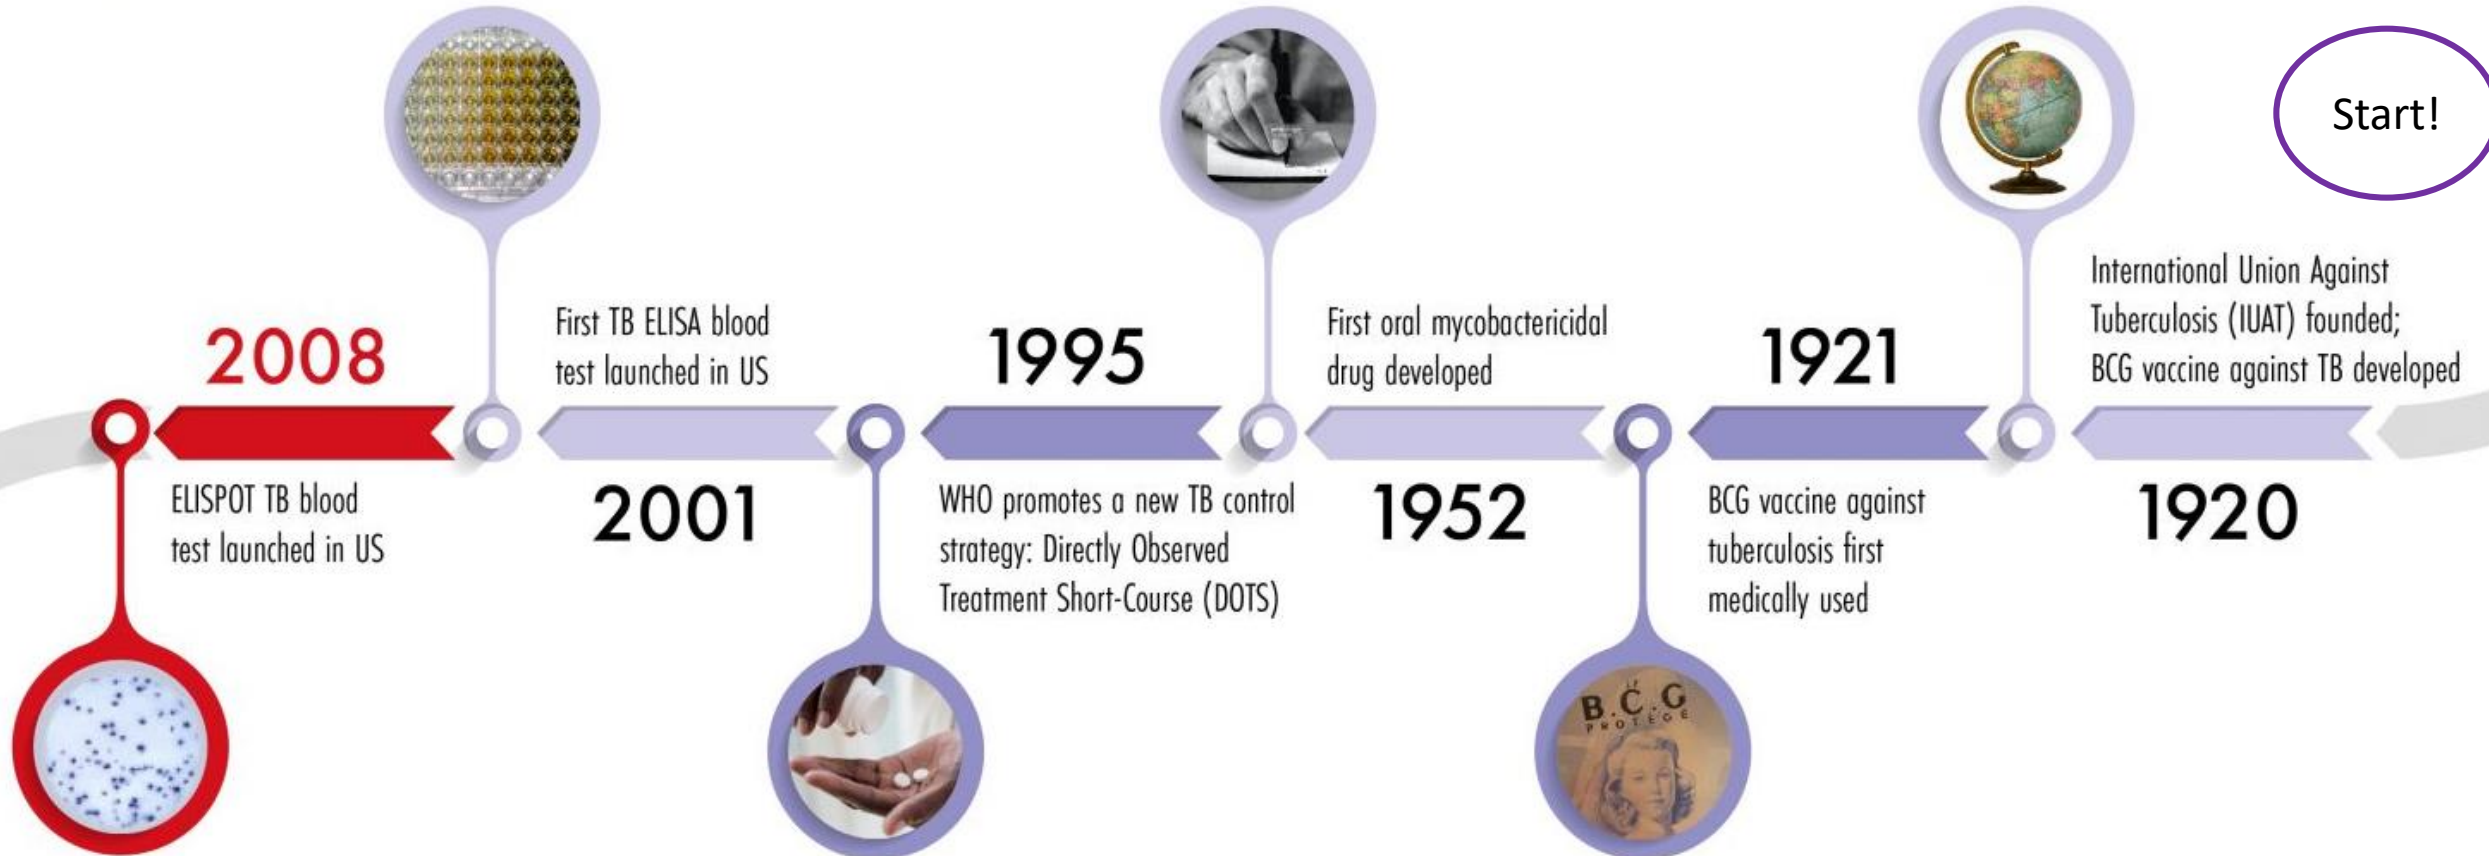 Start!
International Union Against
Tuberculosis (IUAT) founded;
BCG vaccine against TB developed
1920
1921
BCG vaccine against
tuberculosis first
medically used
B.C.G
PROTÈGE
First oral mycobactericidal
drug developed
1952
1995
WHO promotes a new TB control
strategy: Directly Observed
Treatment Short-Course (DOTS)
First TB ELISA blood
test launched in US
2001
2008
ELISPOT TB blood
test launched in US